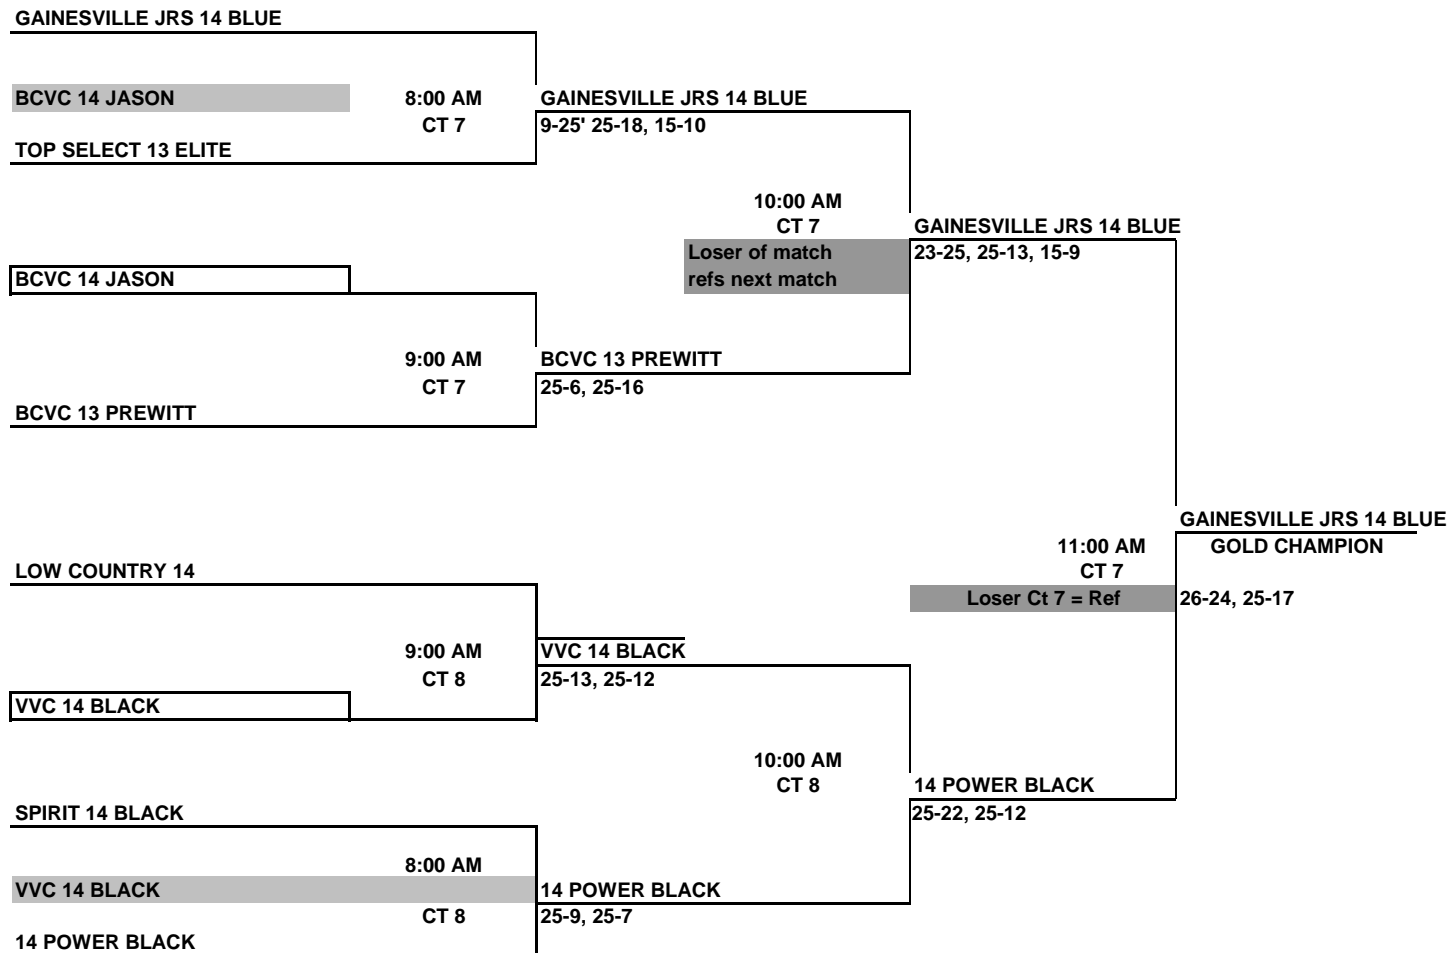 GAINESVILLE JRS 14 BLUE
BCVC 14 JASON
8:00 AM
GAINESVILLE JRS 14 BLUE
CT 7
9-25' 25-18, 15-10
TOP SELECT 13 ELITE
10:00 AM
CT 7
GAINESVILLE JRS 14 BLUE
Loser of match
23-25, 25-13, 15-9
BCVC 14 JASON
refs next match
9:00 AM
BCVC 13 PREWITT
CT 7
25-6, 25-16
BCVC 13 PREWITT
GAINESVILLE JRS 14 BLUE
11:00 AM
GOLD CHAMPION
LOW COUNTRY 14
CT 7
Loser Ct 7 = Ref
26-24, 25-17
9:00 AM
VVC 14 BLACK
CT 8
25-13, 25-12
VVC 14 BLACK
10:00 AM
CT 8
14 POWER BLACK
SPIRIT 14 BLACK
25-22, 25-12
8:00 AM
VVC 14 BLACK
14 POWER BLACK
CT 8
25-9, 25-7
14 POWER BLACK